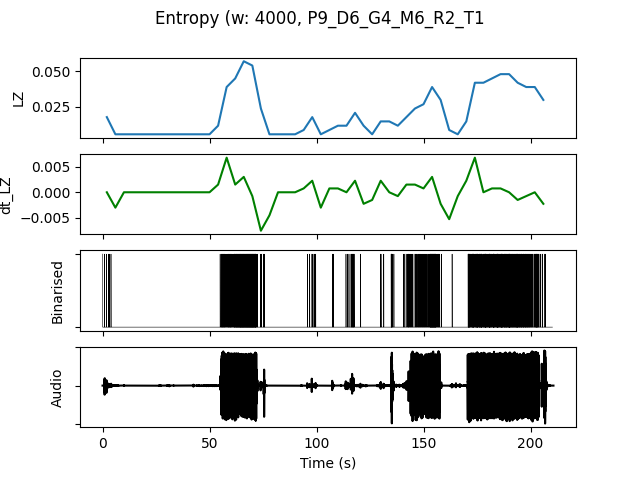 Entropy (w: 4000, P9_D6_G4_M6_R2_T1
LZ
0.050
0.025
dt_LZ
0.005
0.000
−0.005
Binarised
Audio
0
50
100
150
200
Time (s)